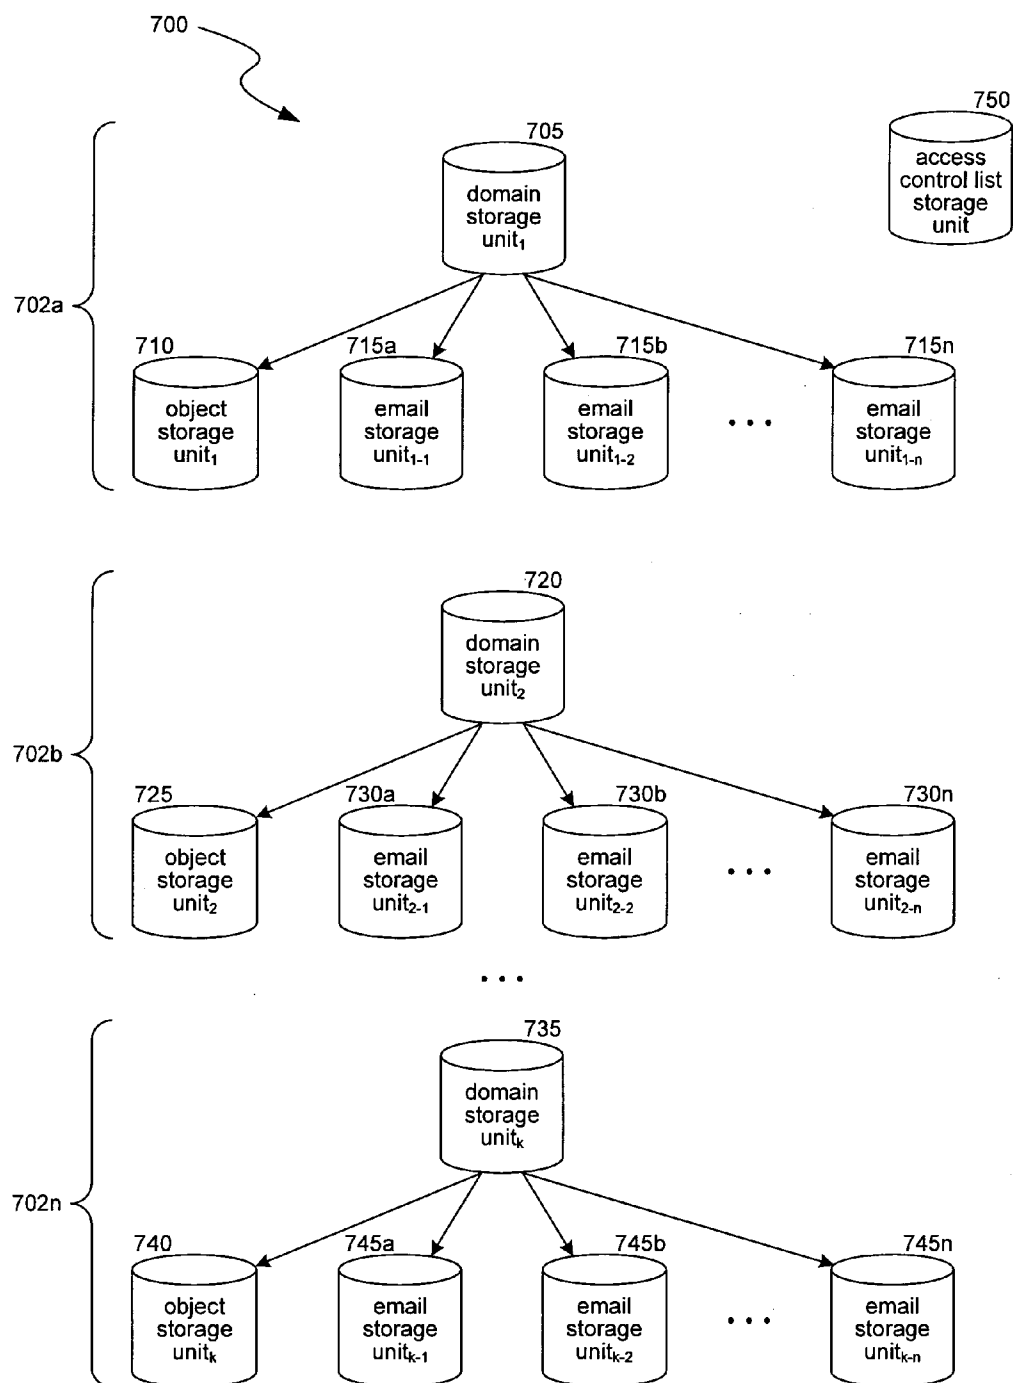 700
750
access
control list
storage
unit
705
domain
storage
unit₁
702a
710
object
storage
unit₁
715a
email
storage
unit₁₋₁
715b
email
storage
unit₁₋₂
• • •
715n
email
storage
unit₁₋ₙ
720
domain
storage
unit₂
702b
725
object
storage
unit₂
730a
email
storage
unit₂₋₁
730b
email
storage
unit₂₋₂
• • •
730n
email
storage
unit₂₋ₙ
• • •
735
domain
storage
unitₖ
702n
740
object
storage
unitₖ
745a
email
storage
unitₖ₋₁
745b
email
storage
unitₖ₋₂
• • •
745n
email
storage
unitₖ₋ₙ